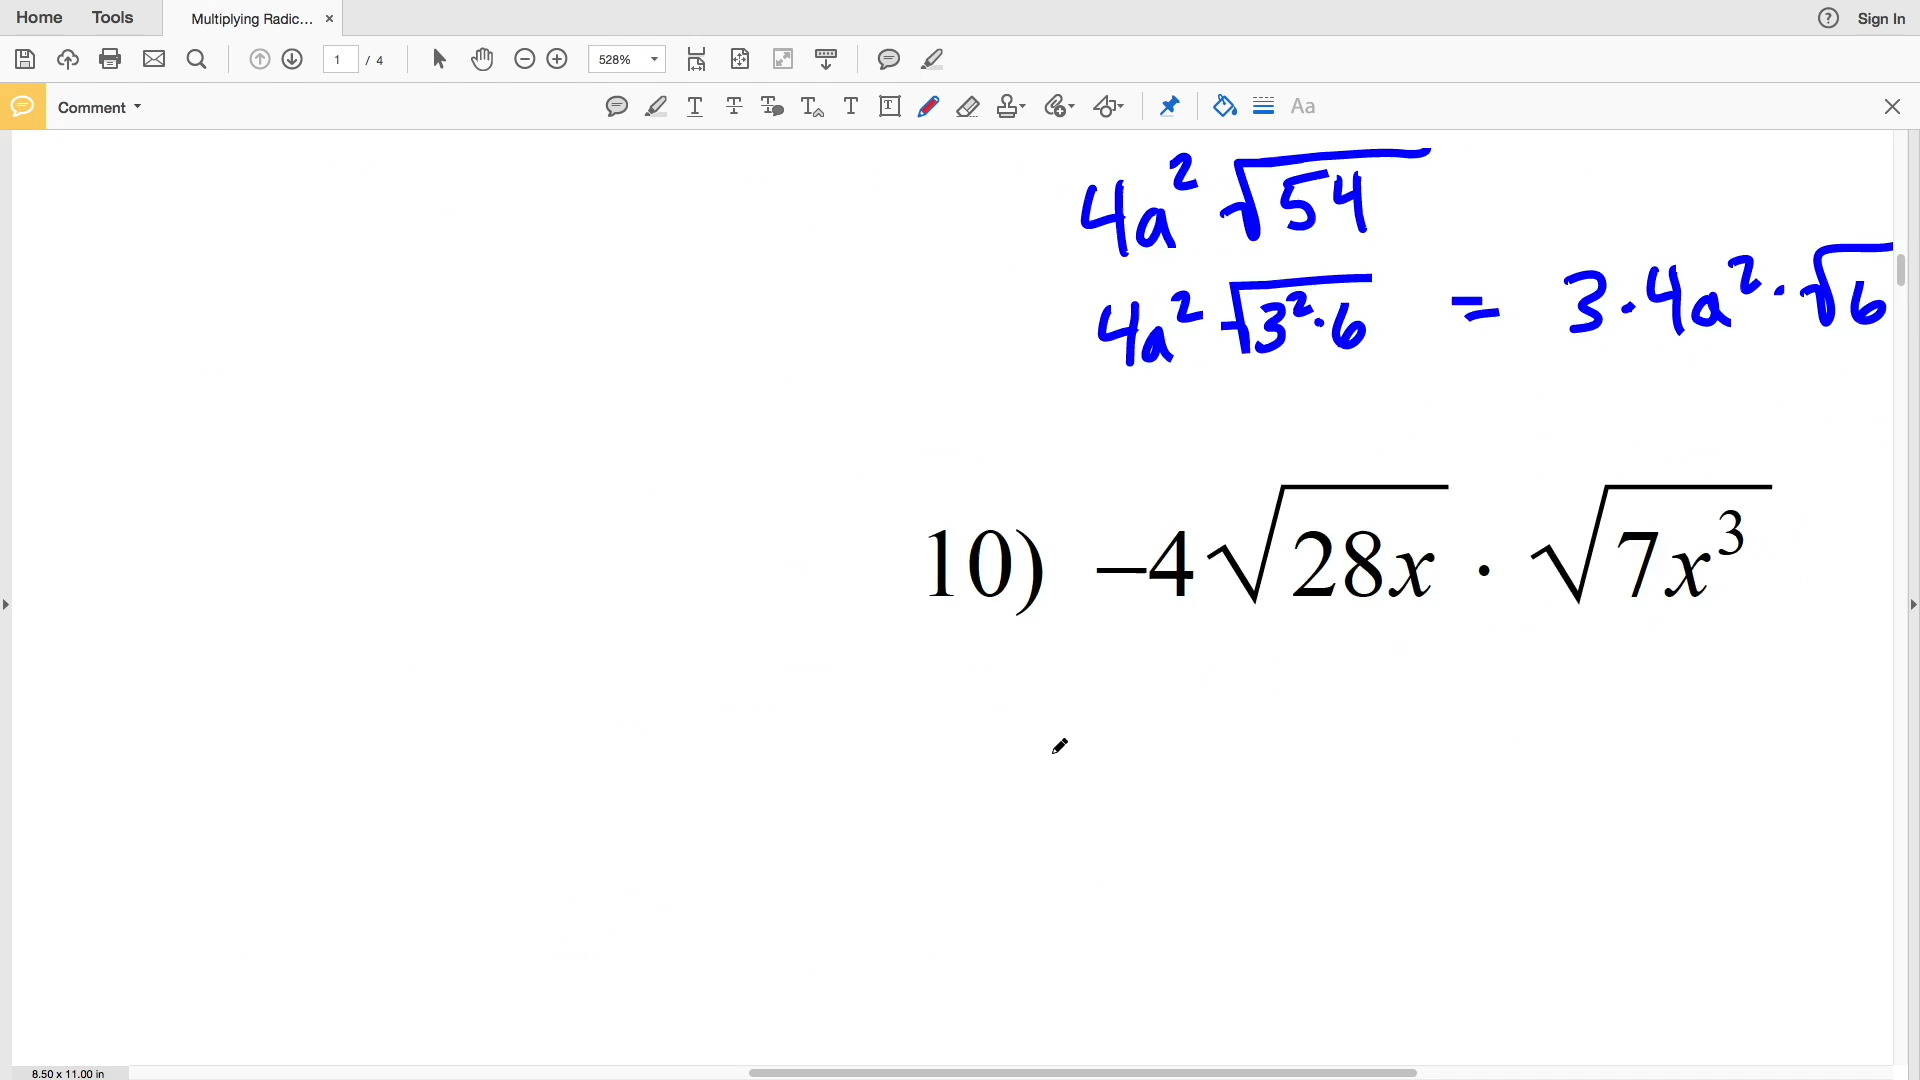 Home Tools Multiplying Radic... × ? Sign In
1 / 4 528%
Comment T T T T T T Aa
4a² √54
4a² √3²·6 = 3·4a²·√6
10) –4√28x · √7x³
8.50 x 11.00 in